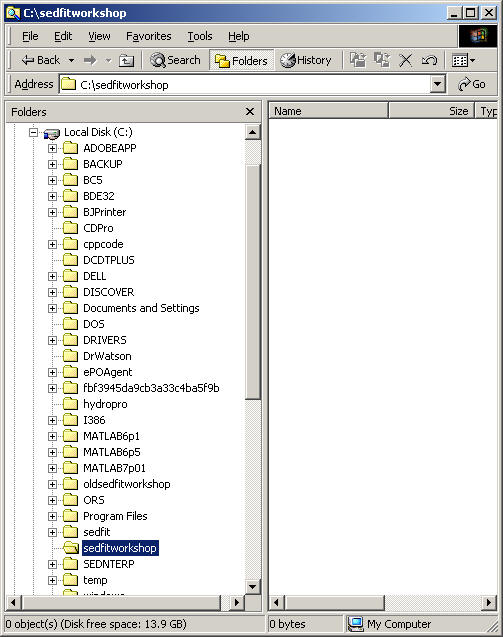 C:\sedfitworkshop
File Edit View Favorites Tools Help
Back Search Folders History
Address C:\sedfitworkshop Go
Folders
Name Size Typ
Local Disk (C:)
ADOBEAPP
BACKUP
BC5
BDE32
BJPrinter
CDPro
cppcode
DCDTPLUS
DELL
DISCOVER
Documents and Settings
DOS
DRIVERS
DrWatson
ePOAgent
fbf3945da9cb3a33c4ba5f9b
hydropro
I386
MATLAB6p1
MATLAB6p5
MATLAB7p01
oldsedfitworkshop
ORS
Program Files
sedfit
sedfitworkshop
SEDNTERP
temp
windows
0 object(s) (Disk free space: 13.9 GB) 0 bytes My Computer